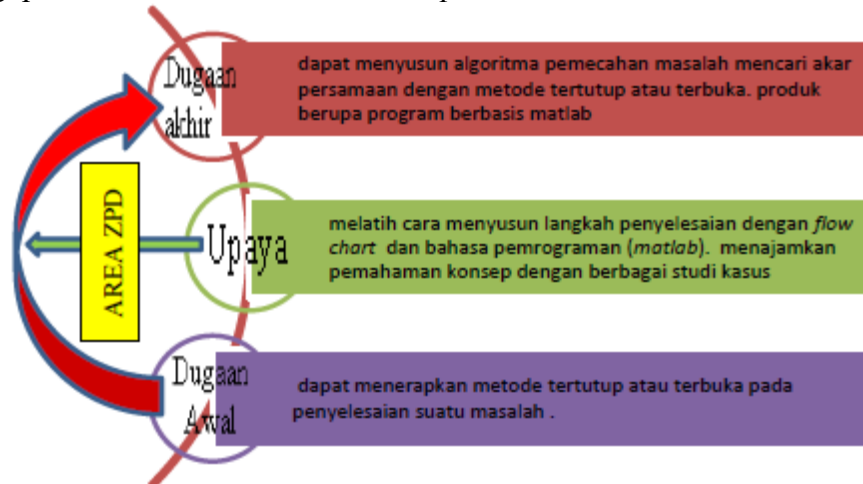 Dugaan
akhir
dapat menyusun algoritma pemecahan masalah mencari akar
persamaan dengan metode tertutup atau terbuka. produk
berupa program berbasis matlab
AREA ZPD
Upaya
melatih cara menyusun langkah penyelesaian dengan flow
chart dan bahasa pemrograman (matlab). menajamkan
pemahaman konsep dengan berbagai studi kasus
Dugaan
Awal
dapat menerapkan metode tertutup atau terbuka pada
penyelesaian suatu masalah .